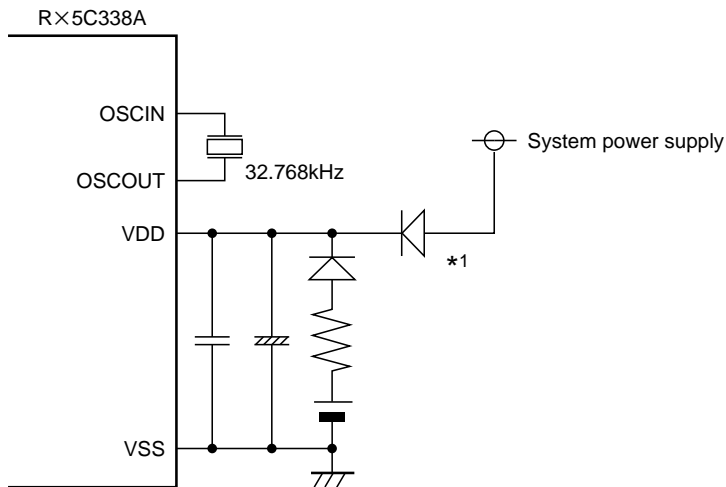 R×5C338A
OSCIN
System power supply
32.768kHz
OSCOUT
VDD
*1
VSS